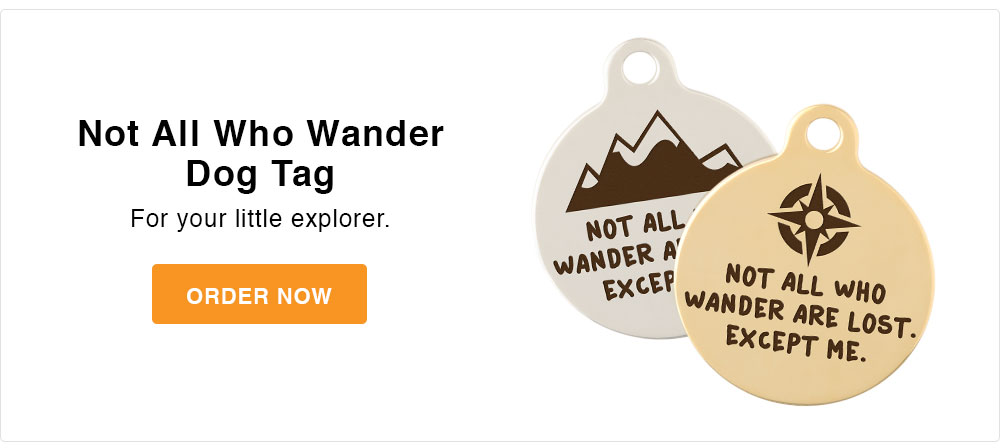 Not All Who Wander
Dog Tag
For your little explorer.
ORDER NOW
NOT ALL
WANDER
EXCEP
NOT ALL WHO
WANDER ARE LOST.
EXCEPT ME.